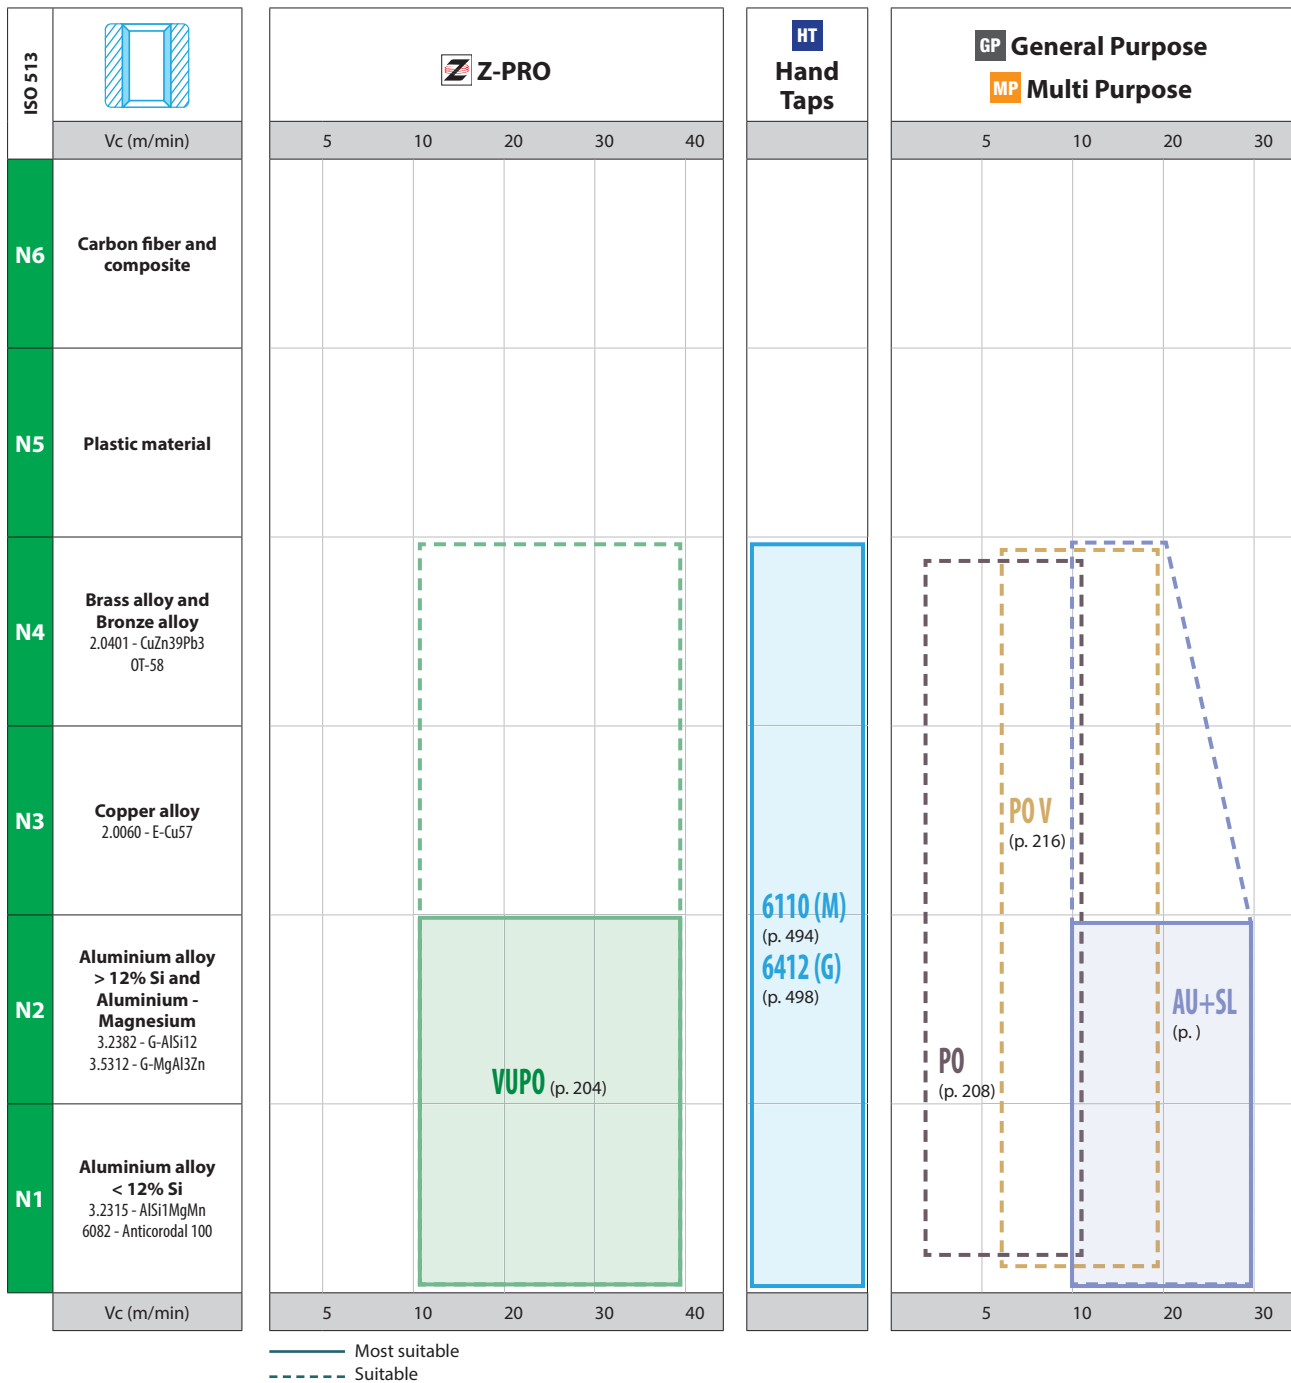 ISO 513
Z Z-PRO
HT
Hand
Taps
GP General Purpose
MP Multi Purpose
Vc (m/min)
5 10 20 30 40
5 10 20 30
N6
Carbon fiber and
composite
N5
Plastic material
N4
Brass alloy and
Bronze alloy
2.0401 - CuZn39Pb3
OT-58
N3
Copper alloy
2.0060 - E-Cu57
PO V
(p. 216)
N2
Aluminium alloy
> 12% Si and
Aluminium -
Magnesium
3.2382 - G-AlSi12
3.5312 - G-MgAl3Zn
VUPO (p. 204)
6110 (M)
(p. 494)
6412 (G)
(p. 498)
AU+SL
(p. )
PO
(p. 208)
N1
Aluminium alloy
< 12% Si
3.2315 - AlSi1MgMn
6082 - Anticorodal 100
Vc (m/min)
5 10 20 30 40
5 10 20 30
Most suitable
Suitable